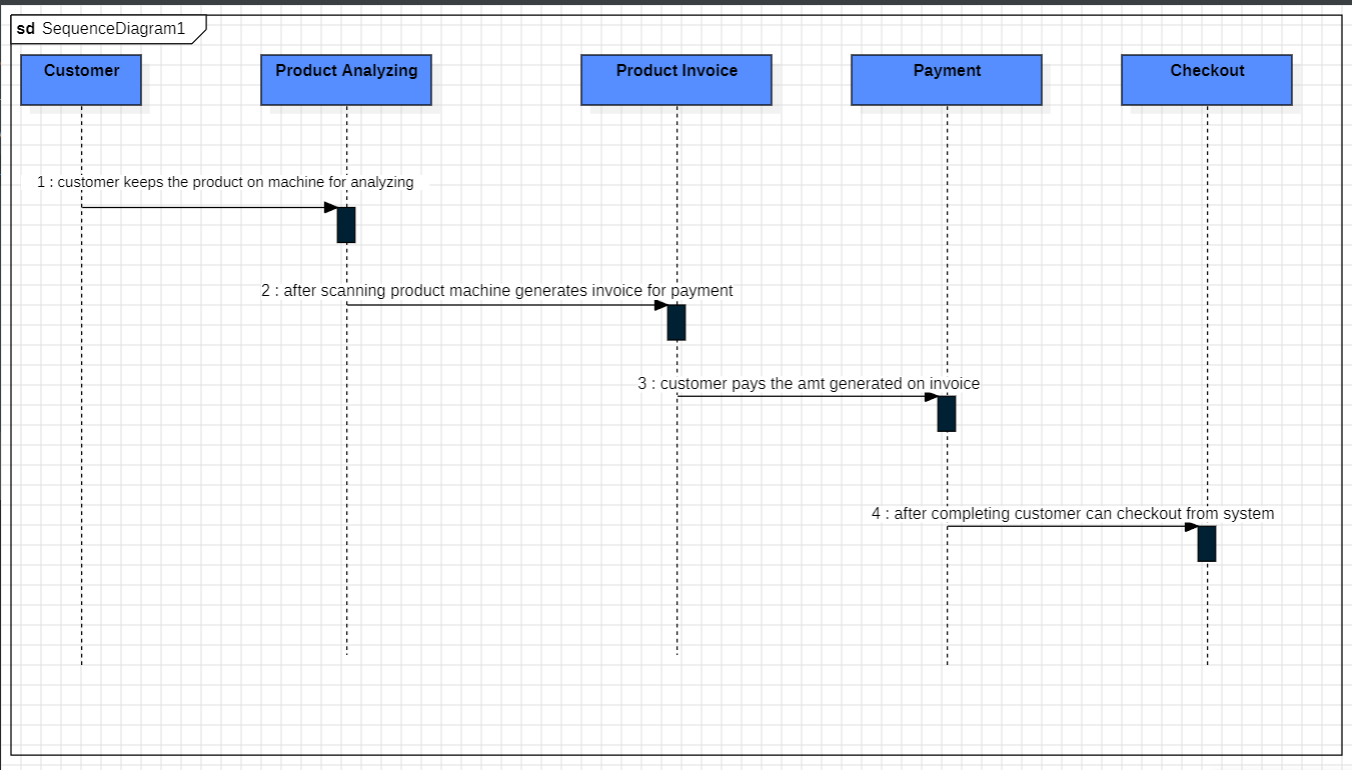 sd SequenceDiagram1
Customer
Product Analyzing
Product Invoice
Payment
Checkout
1 : customer keeps the product on machine for analyzing
2 : after scanning product machine generates invoice for payment
3 : customer pays the amt generated on invoice
4 : after completing customer can checkout from system